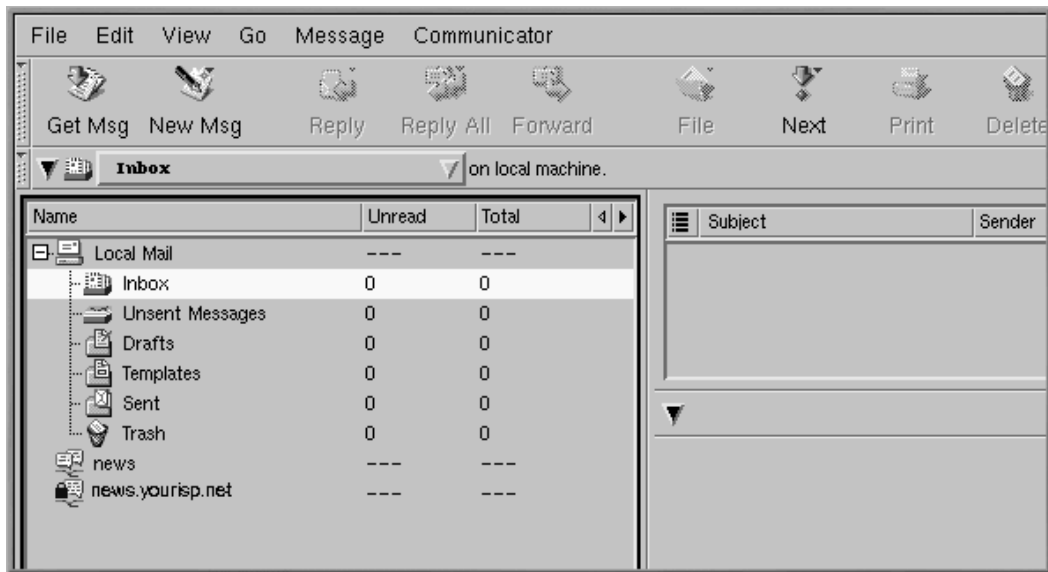 File Edit View Go Message Communicator
Get Msg New Msg Reply Reply All Forward File Next Print Delete
Inbox on local machine.
Name Unread Total Subject Sender
Local Mail --- ---
Inbox 0 0
Unsent Messages 0 0
Drafts 0 0
Templates 0 0
Sent 0 0
Trash 0 0
news --- ---
news.yourisp.net --- ---